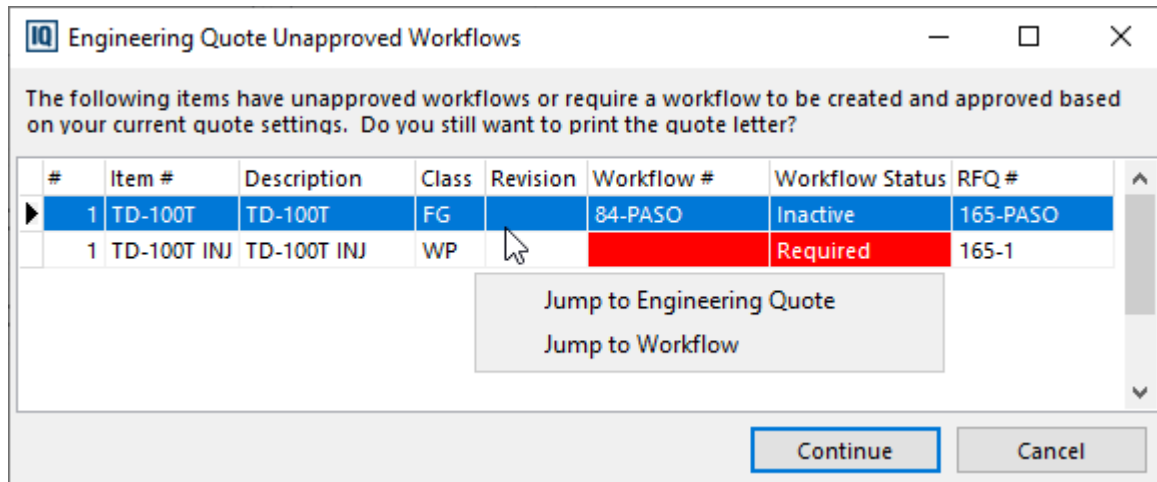 IQ Engineering Quote Unapproved Workflows
The following items have unapproved workflows or require a workflow to be created and approved based
on your current quote settings. Do you still want to print the quote letter?
# Item # Description Class Revision Workflow # Workflow Status RFQ #
1 TD-100T TD-100T FG 84-PASO Inactive 165-PASO
1 TD-100T INJ TD-100T INJ WP Required 165-1
Jump to Engineering Quote
Jump to Workflow
Continue Cancel